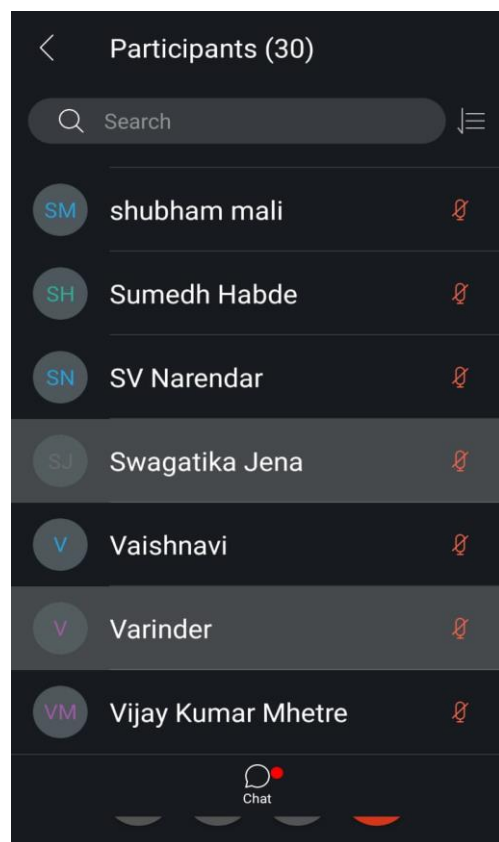 Participants (30)
Search
SM shubham mali
SH Sumedh Habde
SN SV Narendar
SJ Swagatika Jena
V Vaishnavi
V Varinder
VM Vijay Kumar Mhetre
Chat